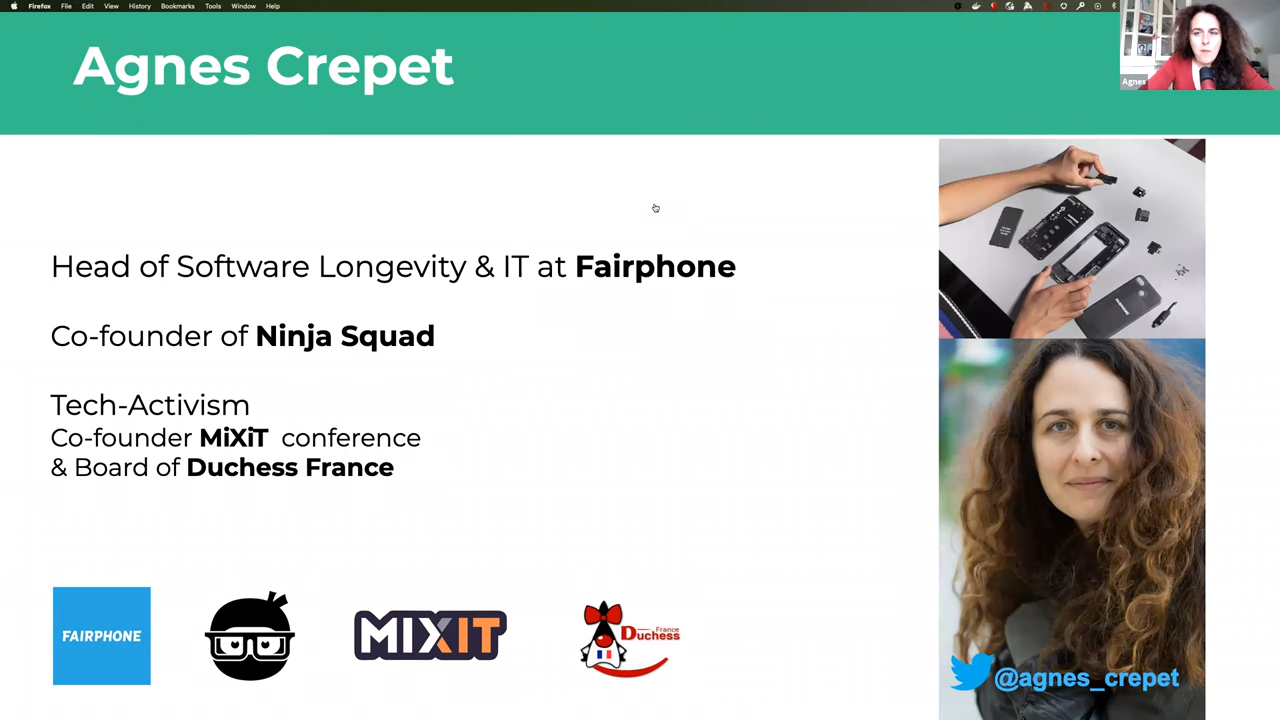 Firefox File Edit View History Bookmarks Tools Window Help
Agnes Crepet
Agnes
Head of Software Longevity & IT at Fairphone
Co-founder of Ninja Squad
Tech-Activism
Co-founder MiXiT conference
& Board of Duchess France
FAIRPHONE
MIXIT
France
Duchess
FAIRPHONE
@agnes_crepet